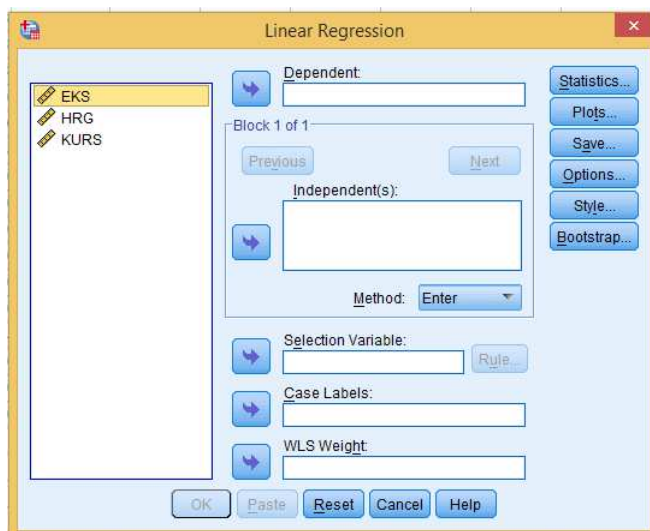 Linear Regression
EKS
HRG
KURS
Dependent:
Block 1 of 1
Previous
Next
Independent(s):
Method:
Enter
Selection Variable:
Rule...
Case Labels:
WLS Weight:
Statistics...
Plots...
Save...
Options...
Style...
Bootstrap...
OK
Paste
Reset
Cancel
Help